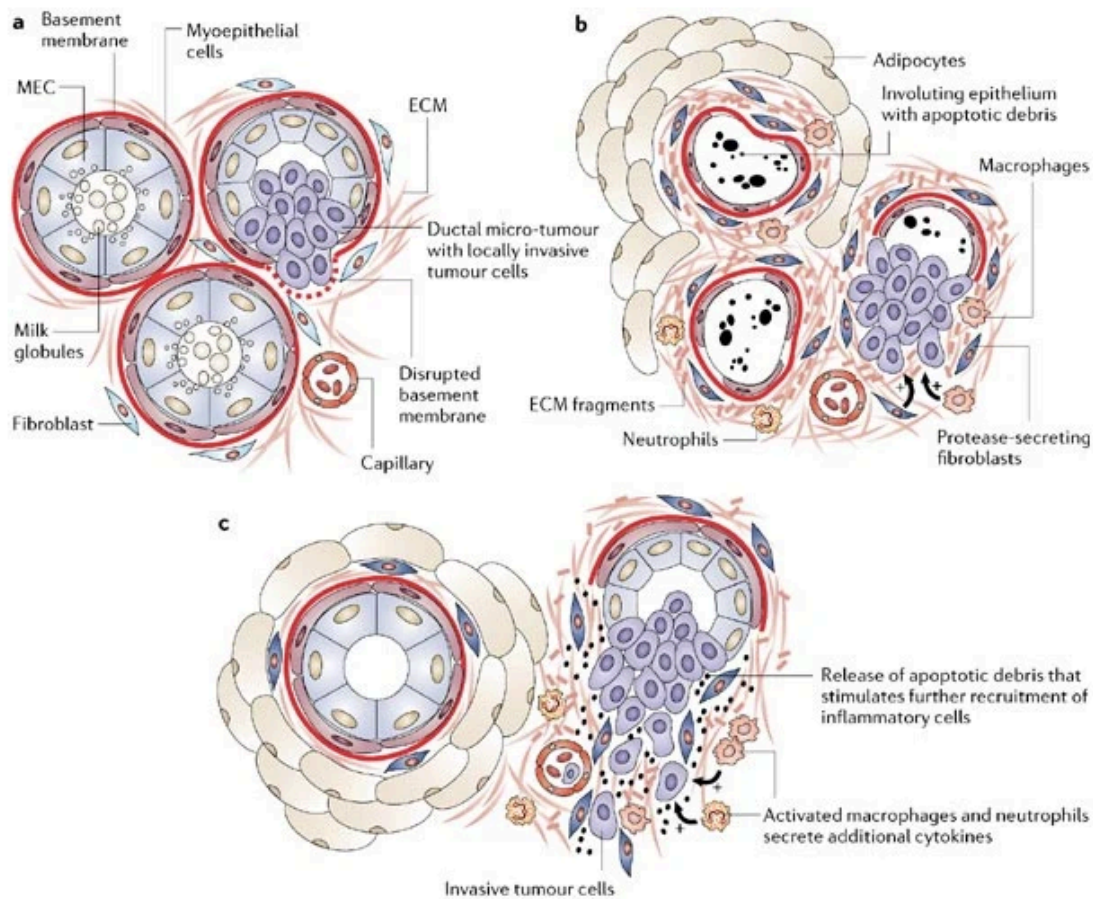 a
Basement
membrane
Myoepithelial
cells
MEC
ECM
Ductal micro-tumour
with locally invasive
tumour cells
Milk
globules
Disrupted
basement
membrane
Fibroblast
Capillary
b
Adipocytes
Involuting epithelium
with apoptotic debris
Macrophages
ECM fragments
Neutrophils
+
+
Protease-secreting
fibroblasts
c
Release of apoptotic debris that
stimulates further recruitment of
inflammatory cells
+
+
Activated macrophages and neutrophils
secrete additional cytokines
Invasive tumour cells